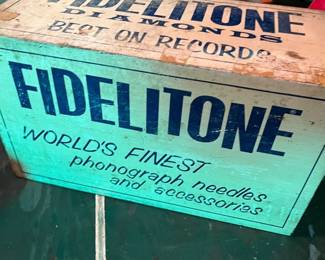 FIDELITONE
DIAMONDS
BEST ON RECORDS
FIDELITONE
WORLD'S FINEST
phonograph needles
and accessories